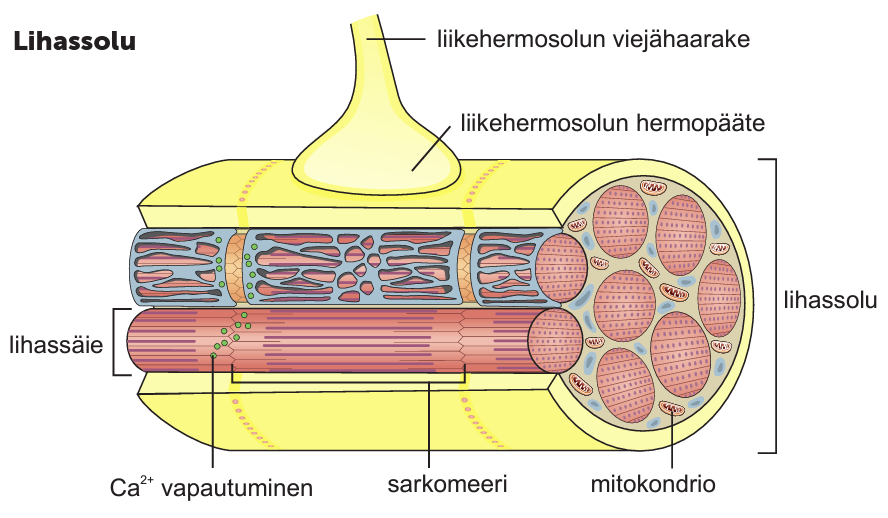 Lihassolu
liikehermosolun viejähaarake
liikehermosolun hermopääte
lihassolu
lihassäie
Ca²⁺ vapautuminen
sarkomeeri
mitokondrio